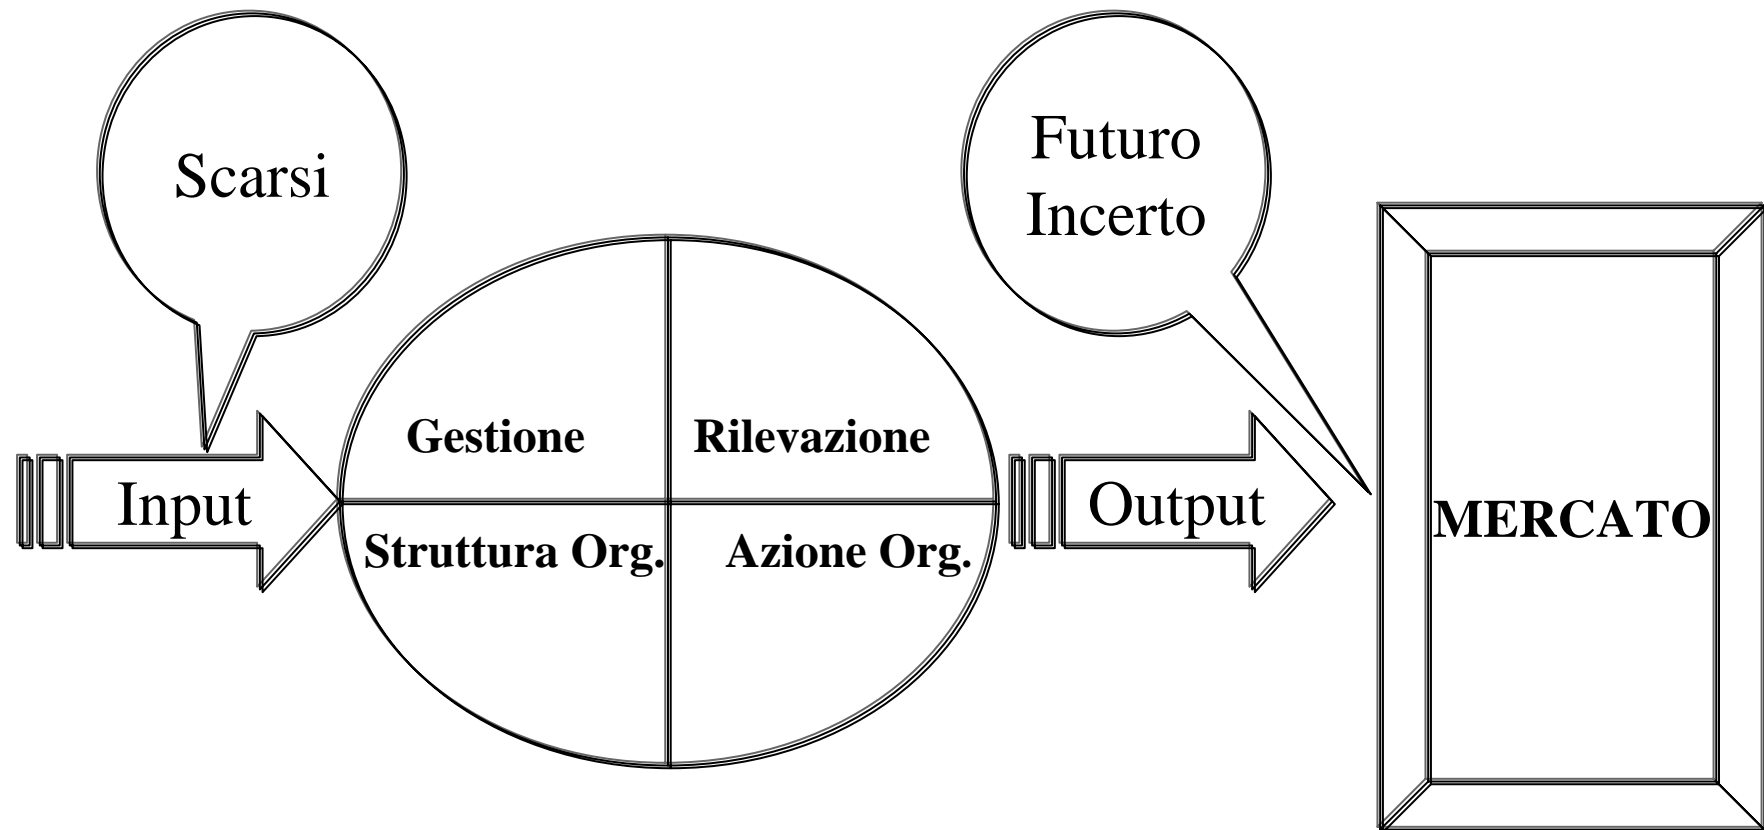 Scarsi
Futuro
Incerto
Gestione
Rilevazione
Input
Output
MERCATO
Struttura Org.
Azione Org.